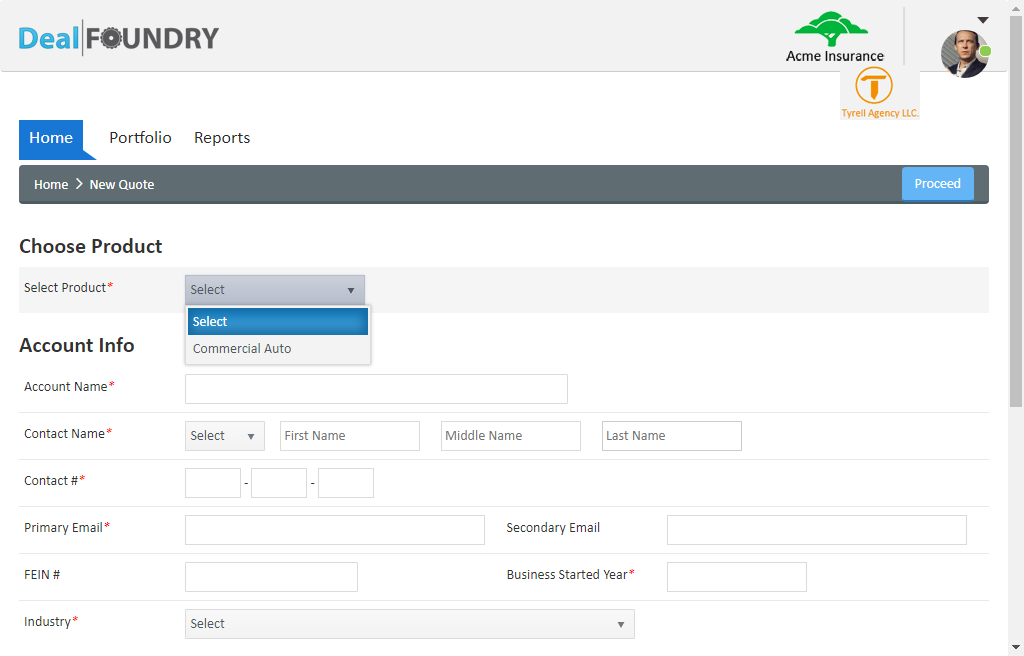 Deal FOUNDRY
Acme Insurance
Tyrell Agency LLC.
Home Portfolio Reports
Home New Quote Proceed
Choose Product
Select Product* Select
Select
Commercial Auto
Account Info
Account Name*
Contact Name* Select First Name Middle Name Last Name
Contact #* - -
Primary Email* Secondary Email
FEIN # Business Started Year*
Industry* Select